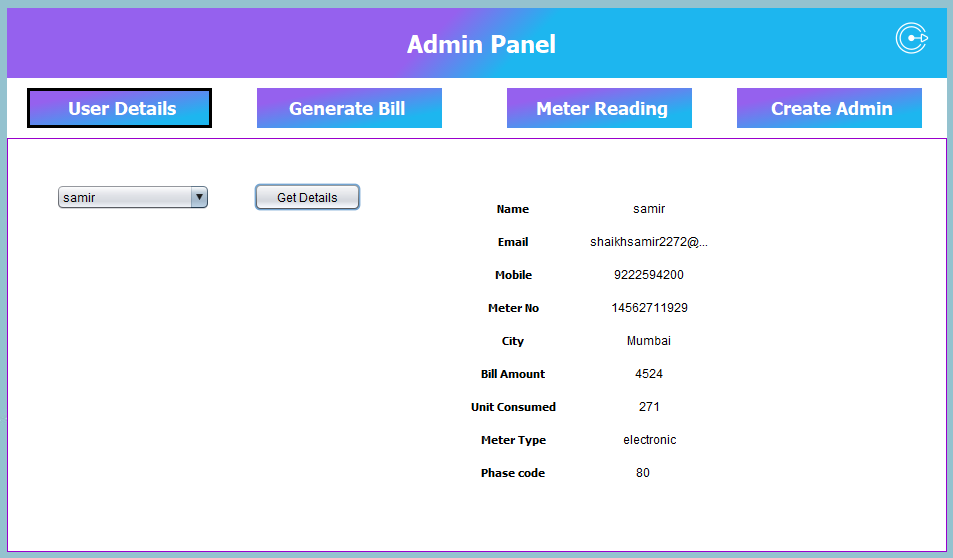 Admin Panel
User Details Generate Bill Meter Reading Create Admin
samir Get Details
Name samir
Email shaikhsamir2272@...
Mobile 9222594200
Meter No 14562711929
City Mumbai
Bill Amount 4524
Unit Consumed 271
Meter Type electronic
Phase code 80